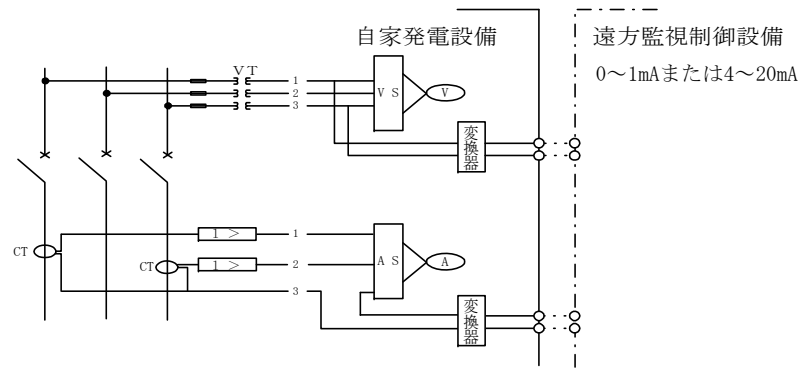 自家発電設備
遠方監視制御設備
0～1mAまたは4～20mA
VT
1
2
3
VS
V
変換器
CT
CT
1 >
1 >
1
2
3
AS
A
変換器